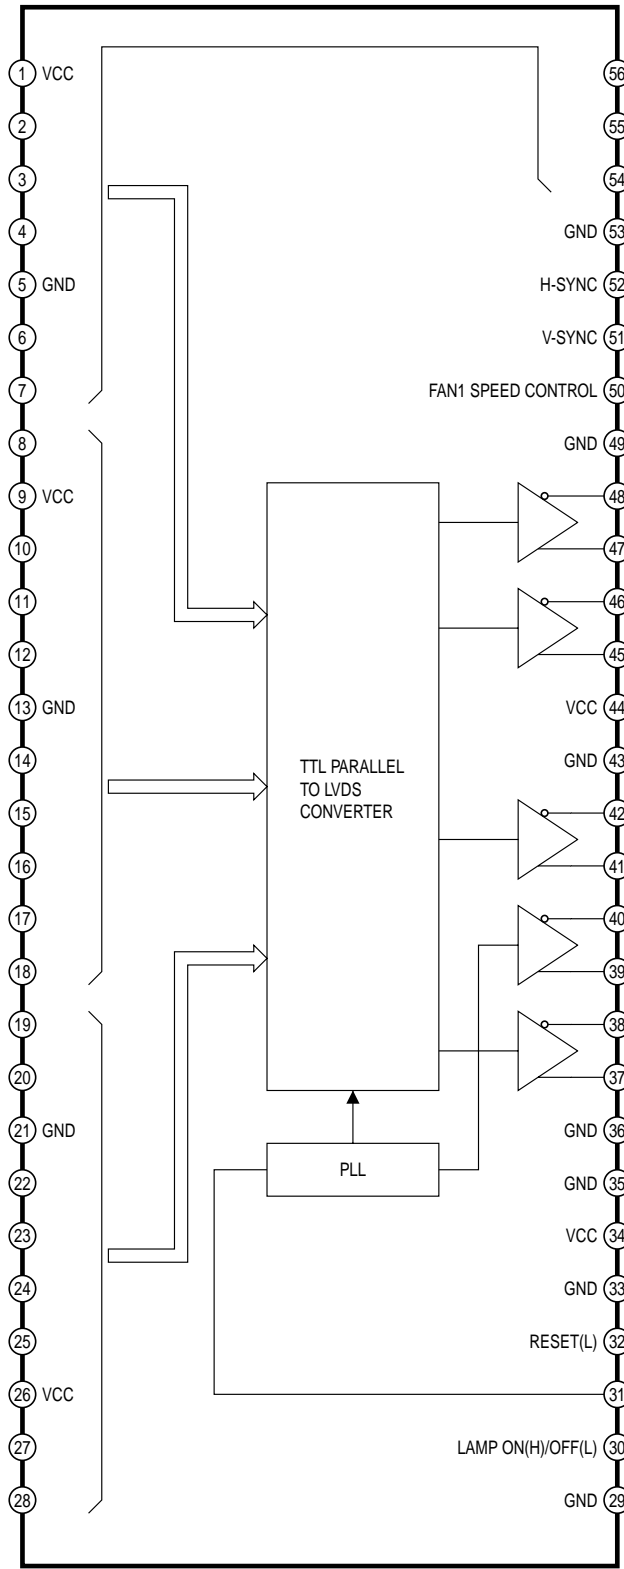 1 VCC
56
2
55
3
54
4
GND 53
5 GND
H-SYNC 52
6
V-SYNC 51
7
FAN1 SPEED CONTROL 50
8
GND 49
9 VCC
48
10
47
11
46
12
45
13 GND
VCC 44
14
GND 43
TTL PARALLEL
TO LVDS
CONVERTER
15
42
16
41
17
40
18
39
19
38
20
37
21 GND
GND 36
PLL
22
GND 35
23
VCC 34
24
GND 33
25
RESET(L) 32
26 VCC
31
27
LAMP ON(H)/OFF(L) 30
28
GND 29